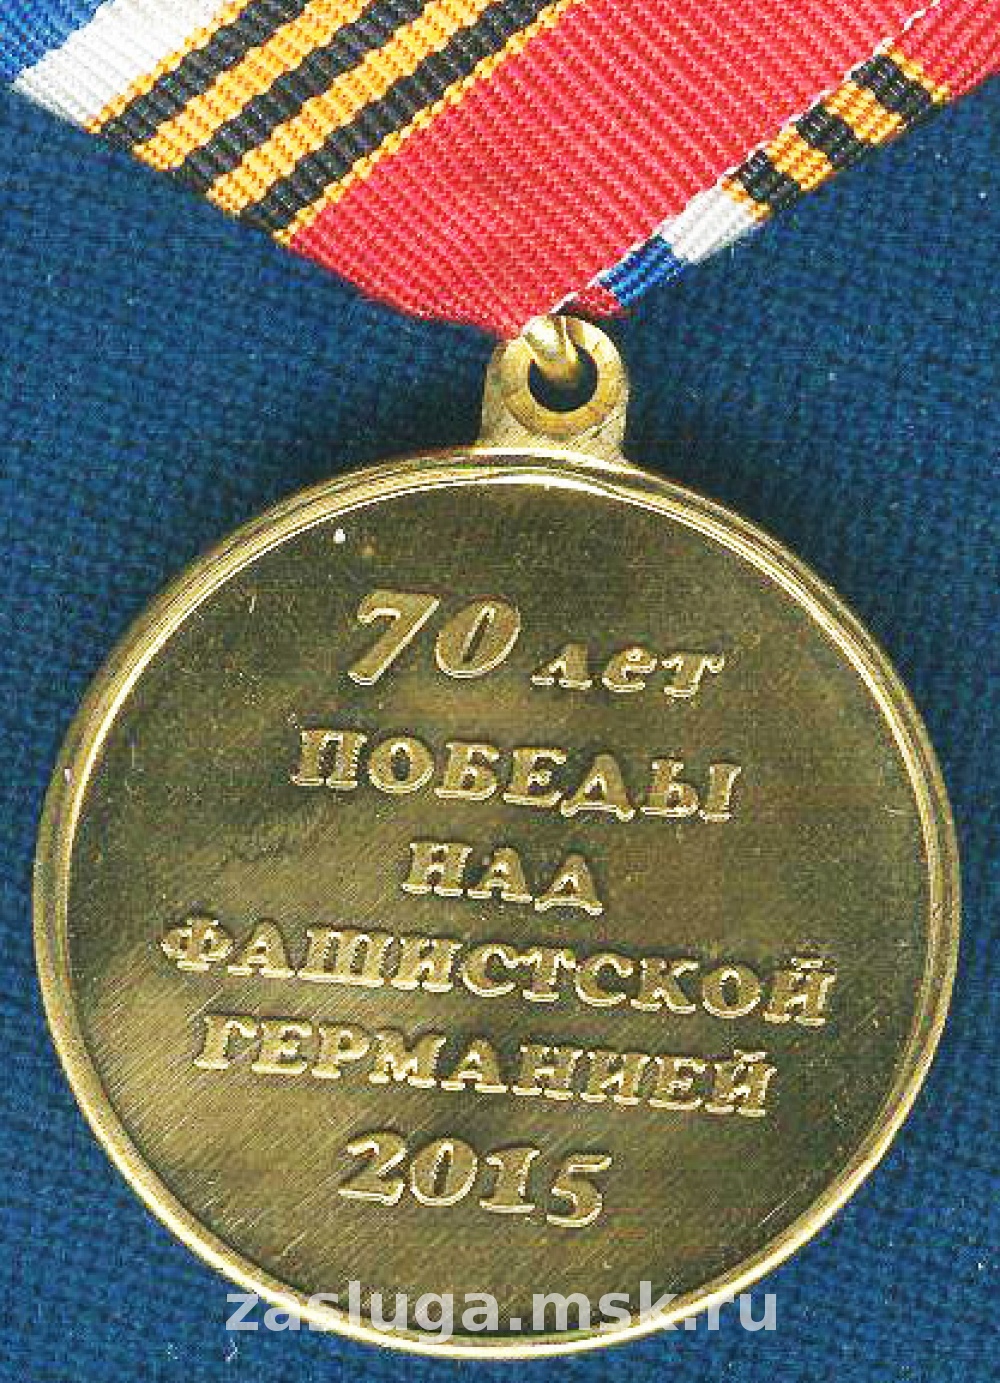 70 лет
ПОБЕДЫ
НАД
ФАШИСТСКОЙ
ГЕРМАНИЕЙ
2015
zasluga.msk.ru